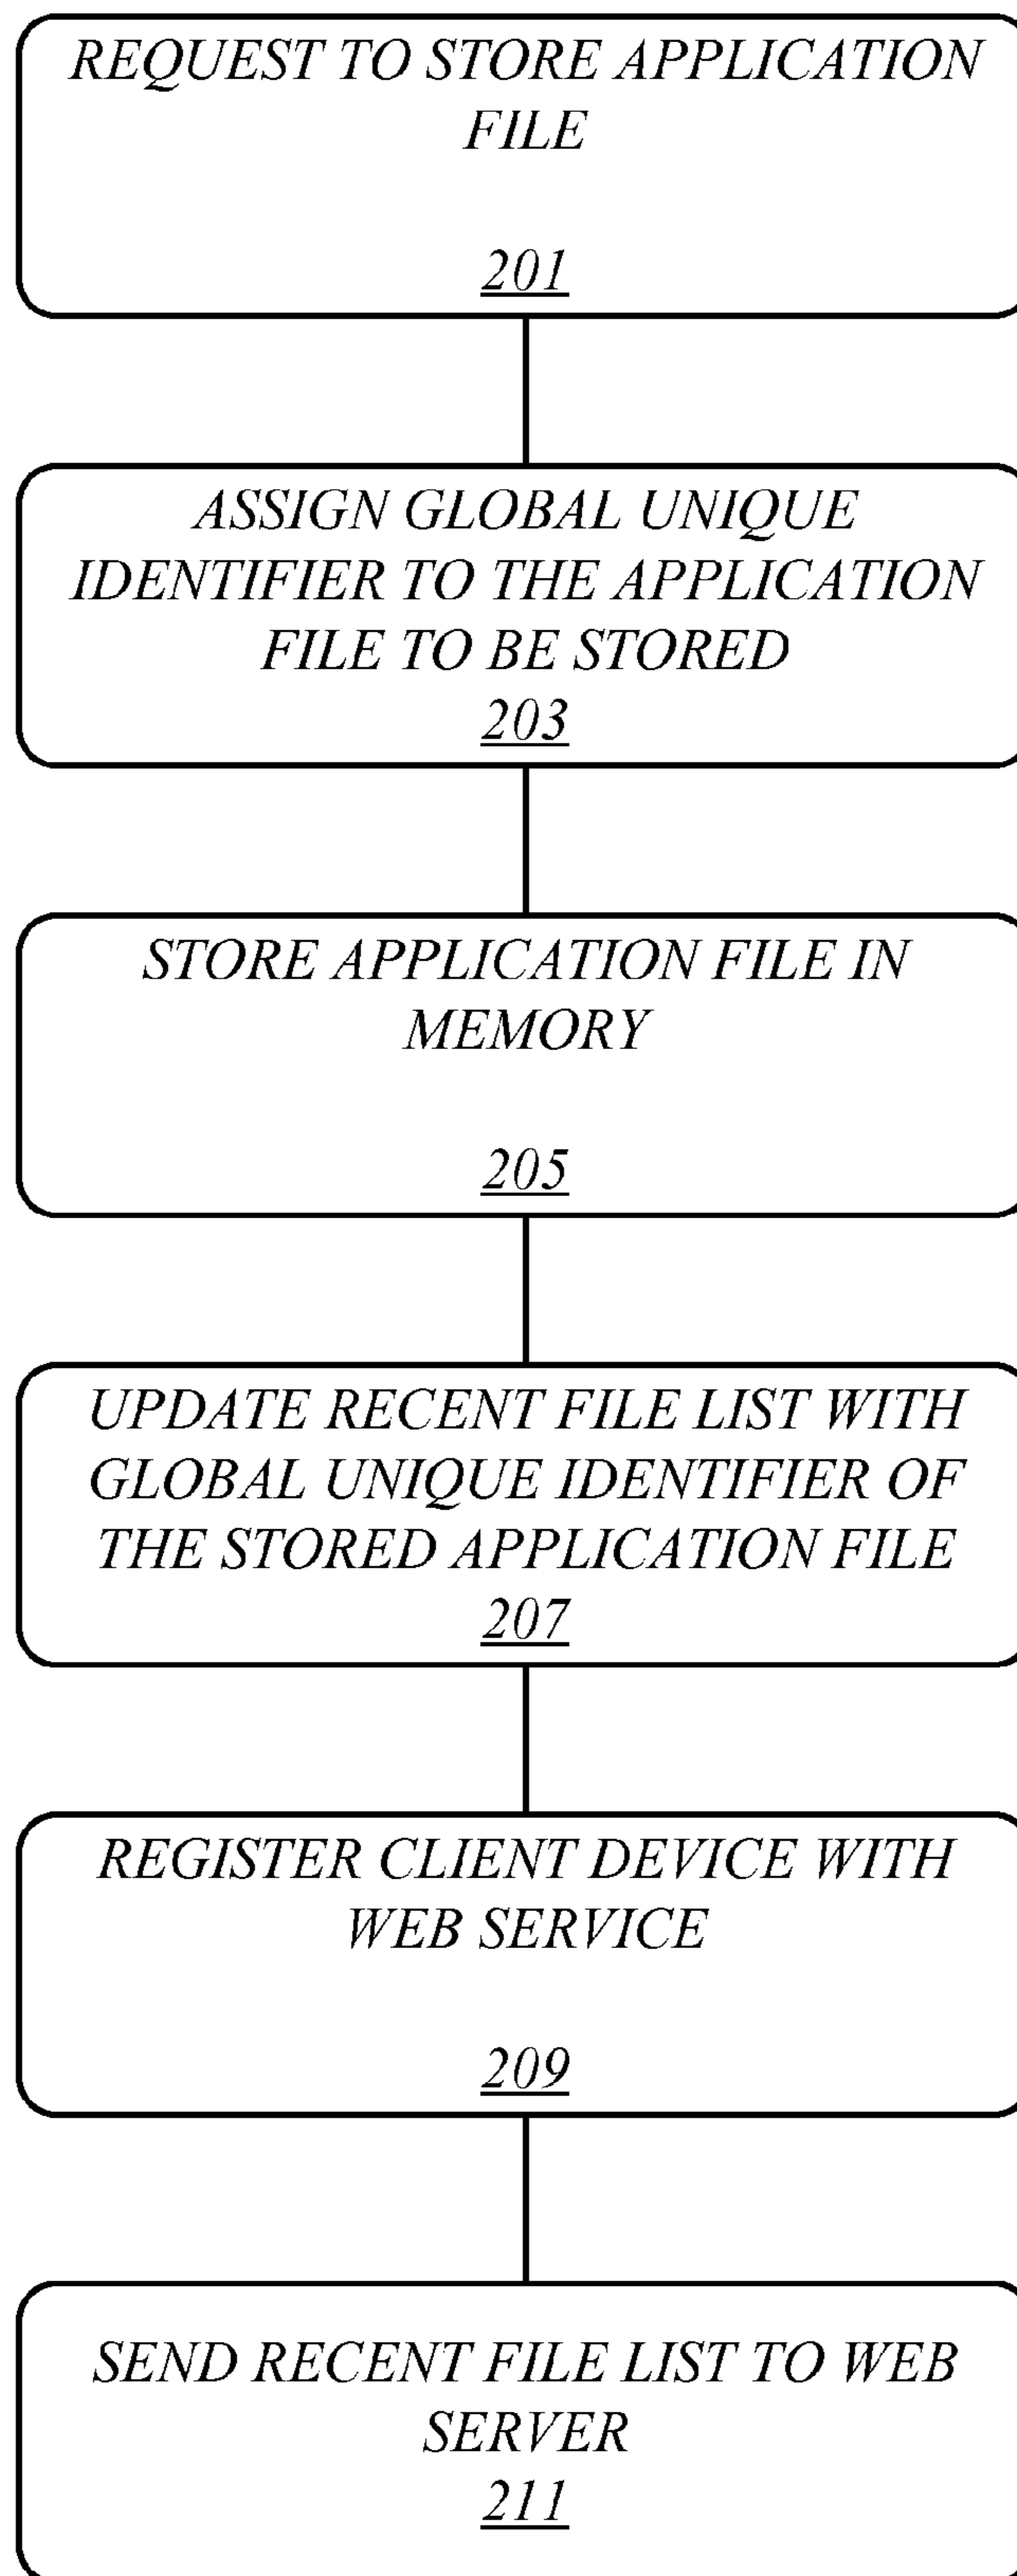 REQUEST TO STORE APPLICATION
FILE
201
ASSIGN GLOBAL UNIQUE
IDENTIFIER TO THE APPLICATION
FILE TO BE STORED
203
STORE APPLICATION FILE IN
MEMORY
205
UPDATE RECENT FILE LIST WITH
GLOBAL UNIQUE IDENTIFIER OF
THE STORED APPLICATION FILE
207
REGISTER CLIENT DEVICE WITH
WEB SERVICE
209
SEND RECENT FILE LIST TO WEB
SERVER
211